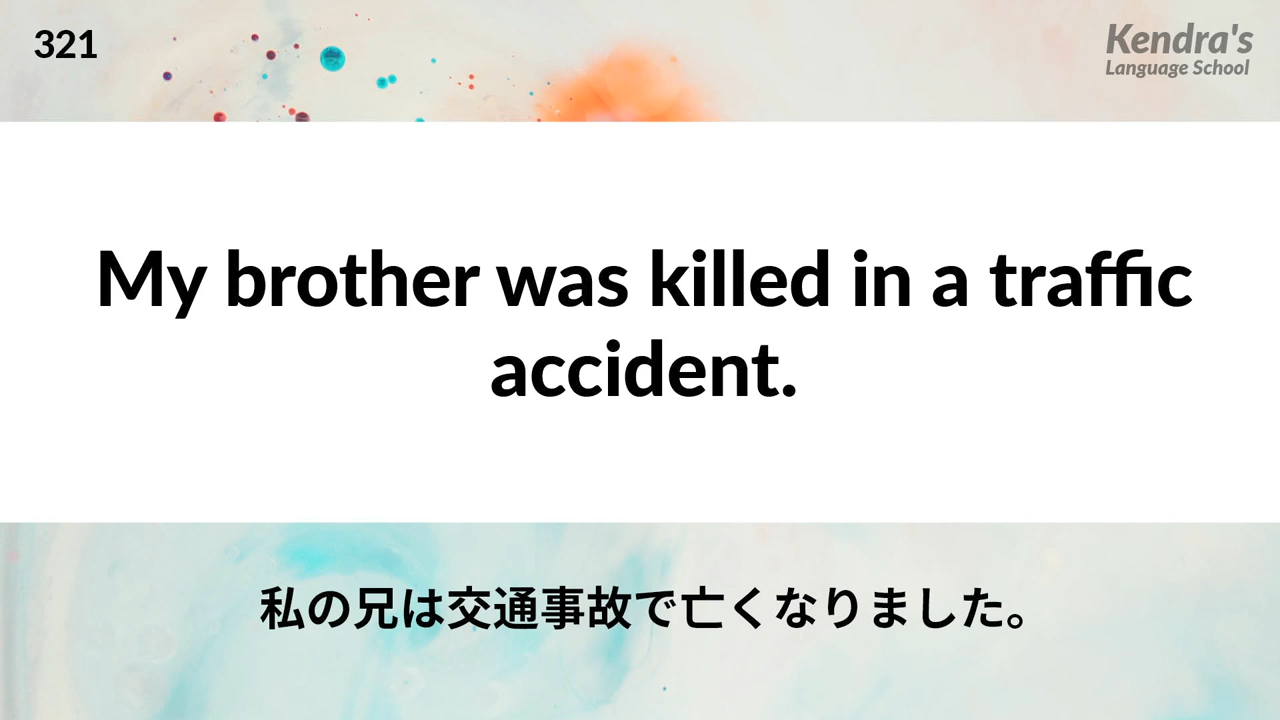 321
Kendra's
Language School
My brother was killed in a traffic
accident.
私の兄は交通事故で亡くなりました。